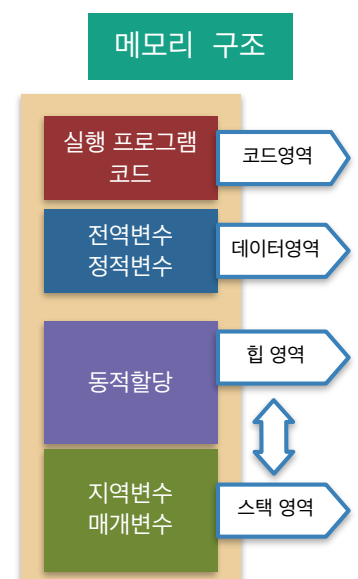 메모리 구조
실행 프로그램
코드
코드영역
전역변수
정적변수
데이터영역
동적할당
힙 영역
지역변수
매개변수
스택 영역